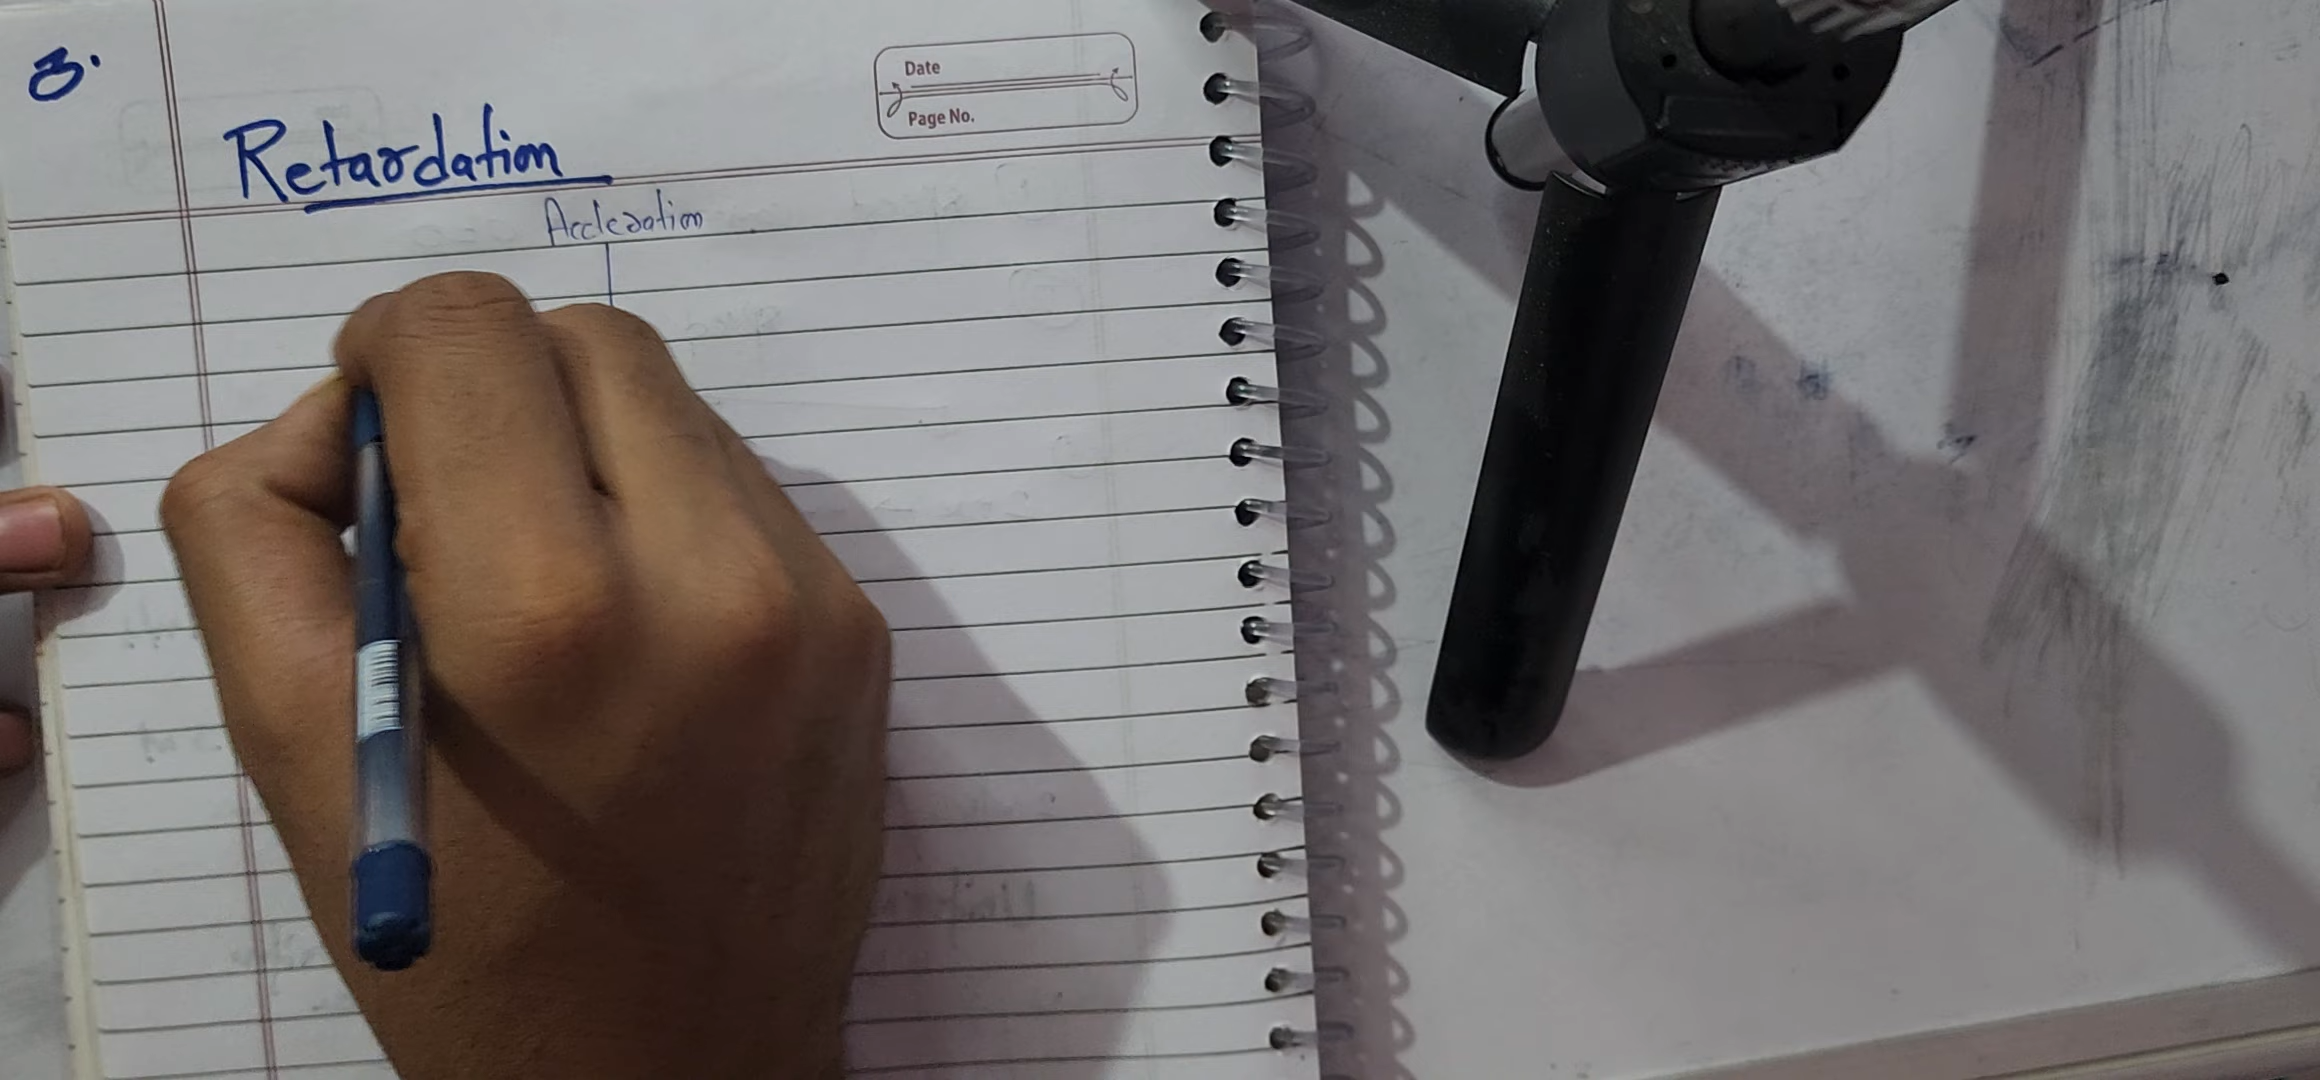 3.
Date
Page No.
Retardation
Accleration